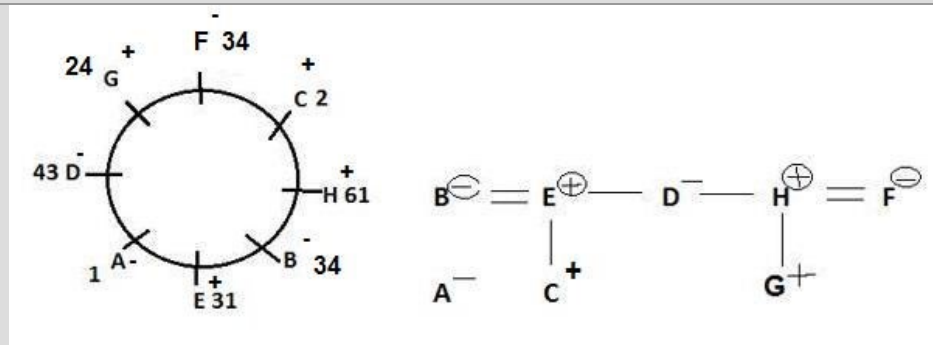 F- 34
24 G+
C+ 2
43 D-
H+ 61
1 A-
B- 34
E+ 31
B- = E+ — D- — H+ = F-
A- C+ G+